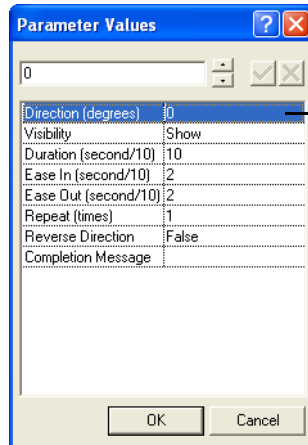 Parameter Values
0
Direction (degrees) 0
Visibility Show
Duration (second/10) 10
Ease In (second/10) 2
Ease Out (second/10) 2
Repeat (times) 1
Reverse Direction False
Completion Message
OK Cancel